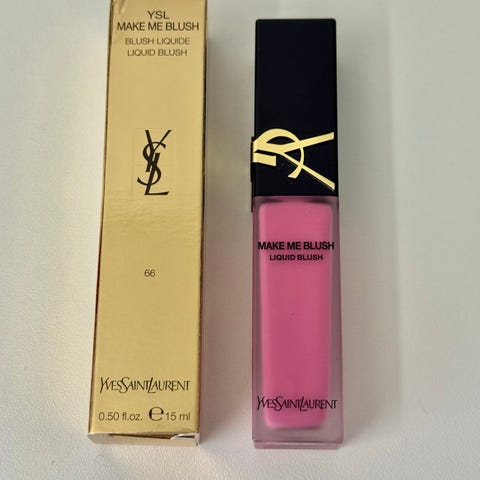 YSL
MAKE ME BLUSH
BLUSH LIQUIDE
LIQUID BLUSH
YSL
66
YVESSAINTLAURENT
0.50 fl.oz. ℮ 15 ml
MAKE ME BLUSH
LIQUID BLUSH
YVESSAINTLAURENT